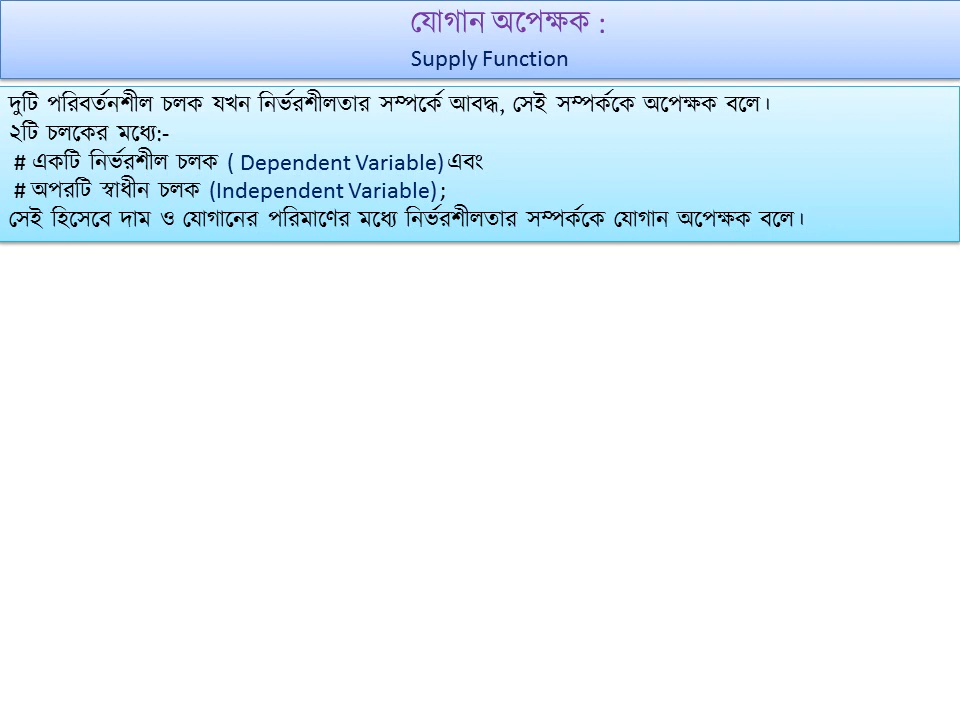 যোগান অপেক্ষক :
Supply Function
দুটি পরিবর্তনশীল চলক যখন নির্ভরশীলতার সম্পর্কে আবদ্ধ, সেই সম্পর্ককে অপেক্ষক বলে।
২টি চলকের মধ্যে:-
# একটি নির্ভরশীল চলক ( Dependent Variable) এবং
# অপরটি স্বাধীন চলক (Independent Variable) ;
সেই হিসেবে দাম ও যোগানের পরিমাণের মধ্যে নির্ভরশীলতার সম্পর্ককে যোগান অপেক্ষক বলে।